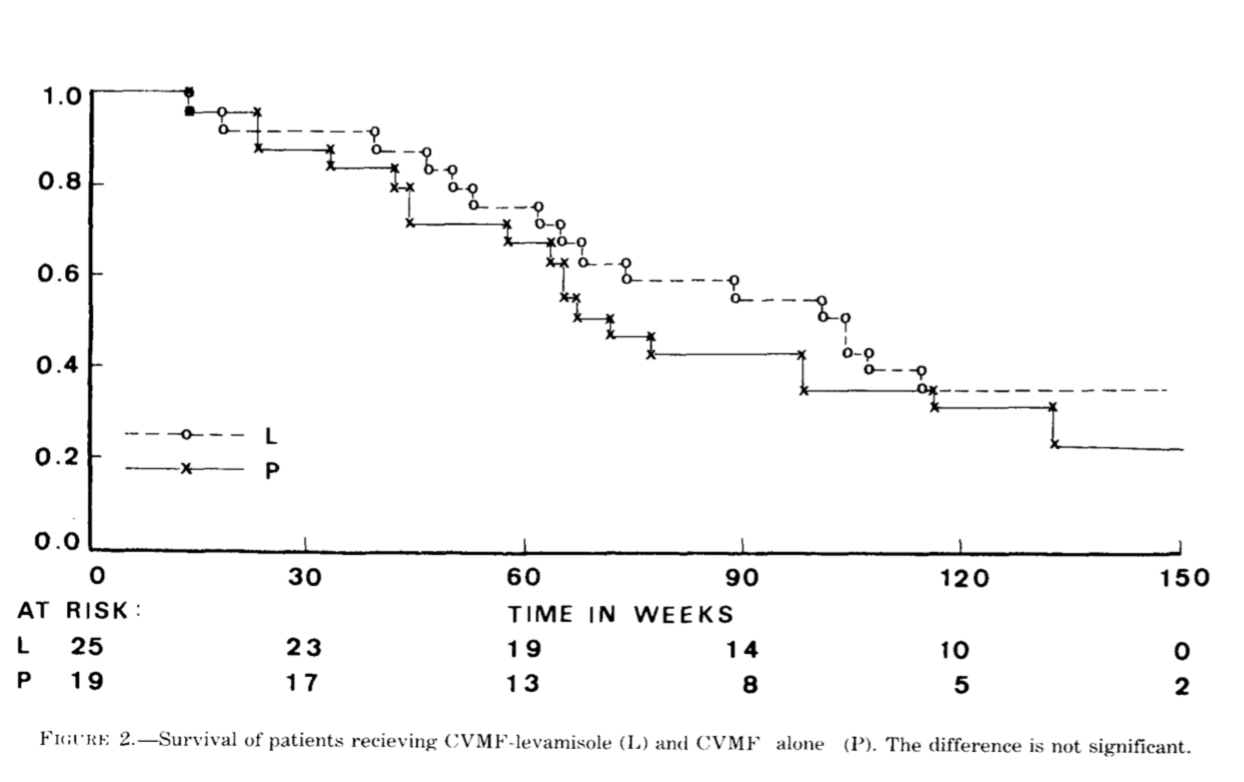 1.0
0.8
0.6
0.4
0.2
0.0
L
P
0 30 60 90 120 150
AT RISK: TIME IN WEEKS
L 25 23 19 14 10 0
P 19 17 13 8 5 2
FIGURE 2.—Survival of patients recieving CVMF-levamisole (L) and CVMF alone (P). The difference is not significant.